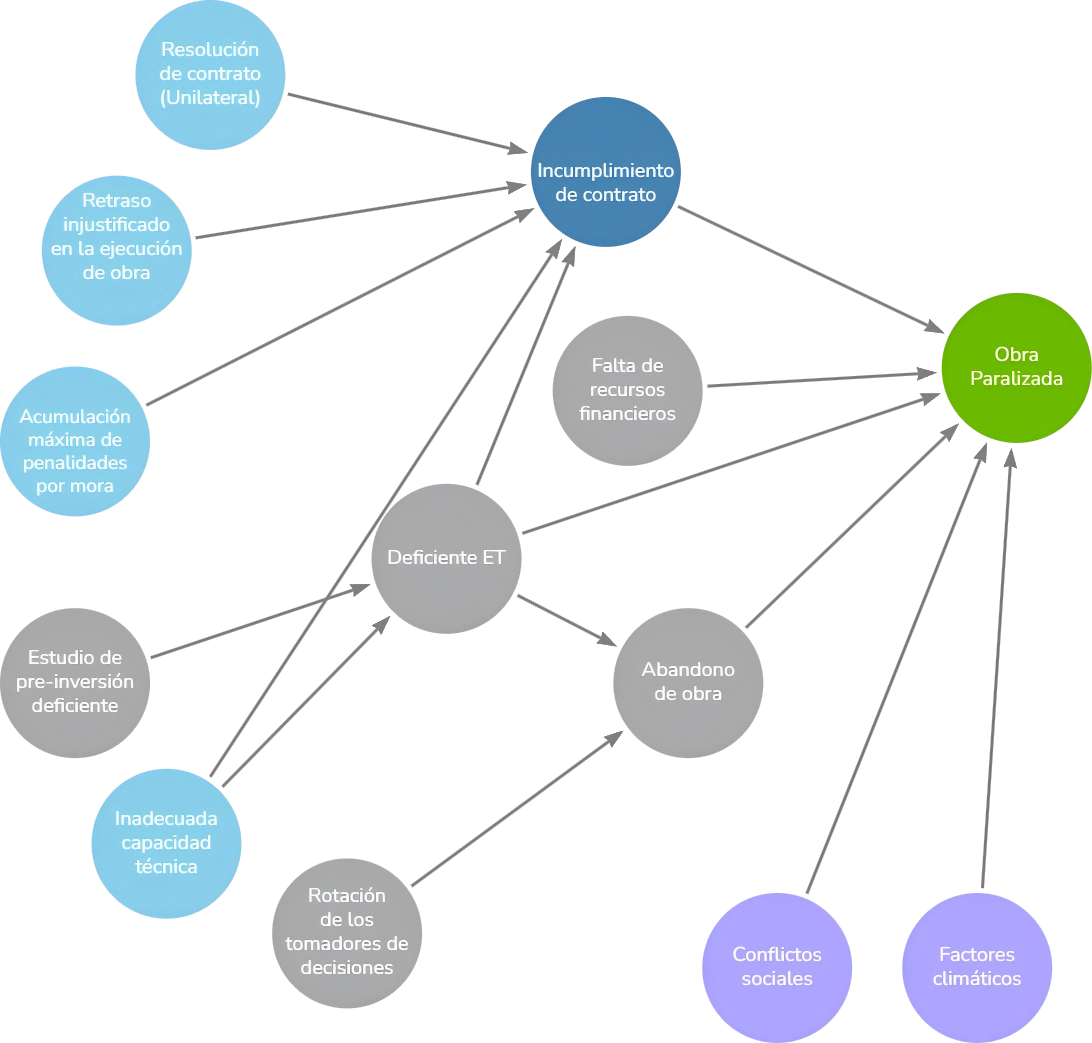 Resolución
de contrato
(Unilateral)
Incumplimiento
de contrato
Retraso
injustificado
en la ejecución
de obra
Obra
Paralizada
Falta de
recursos
financieros
Acumulación
máxima de
penalidades
por mora
Deficiente ET
Estudio de
pre-inversión
deficiente
Abandono
de obra
Inadecuada
capacidad
técnica
Rotación
de los
tomadores de
decisiones
Conflictos
sociales
Factores
climáticos